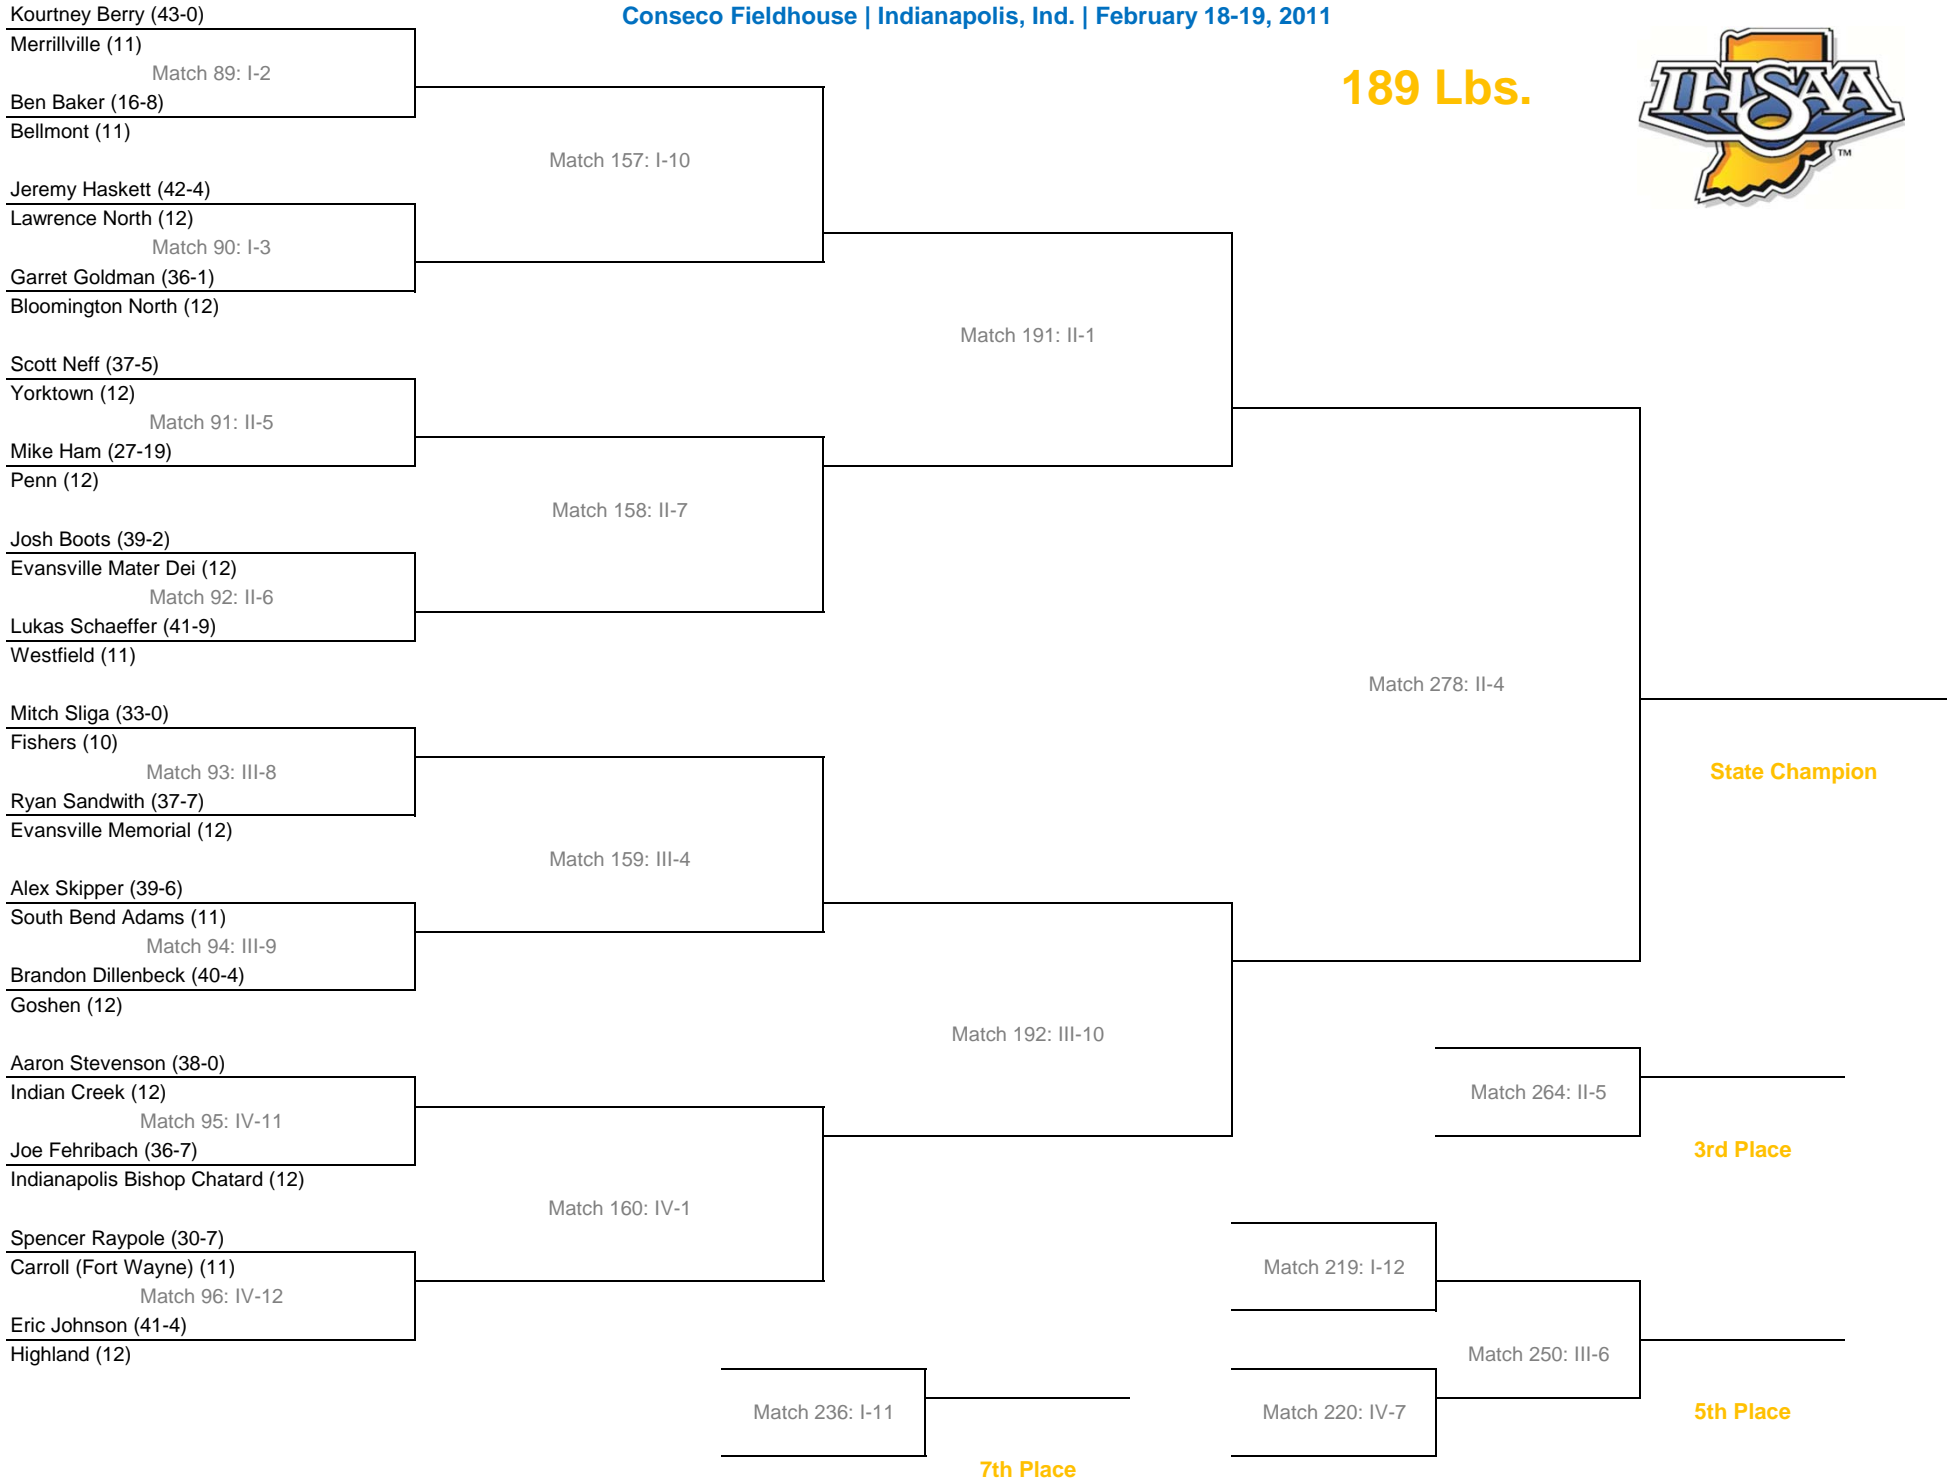 Conseco Fieldhouse | Indianapolis, Ind. | February 18-19, 2011
189 Lbs.
IHSAA
TM
Kourtney Berry (43-0)
Merrillville (11)
Match 89: I-2
Ben Baker (16-8)
Bellmont (11)
Match 157: I-10
Jeremy Haskett (42-4)
Lawrence North (12)
Match 90: I-3
Garret Goldman (36-1)
Bloomington North (12)
Match 191: II-1
Scott Neff (37-5)
Yorktown (12)
Match 91: II-5
Mike Ham (27-19)
Penn (12)
Match 158: II-7
Josh Boots (39-2)
Evansville Mater Dei (12)
Match 92: II-6
Lukas Schaeffer (41-9)
Westfield (11)
Match 278: II-4
State Champion
Mitch Sliga (33-0)
Fishers (10)
Match 93: III-8
Ryan Sandwith (37-7)
Evansville Memorial (12)
Match 159: III-4
Alex Skipper (39-6)
South Bend Adams (11)
Match 94: III-9
Brandon Dillenbeck (40-4)
Goshen (12)
Match 192: III-10
Aaron Stevenson (38-0)
Indian Creek (12)
Match 95: IV-11
Joe Fehribach (36-7)
Indianapolis Bishop Chatard (12)
Match 160: IV-1
Spencer Raypole (30-7)
Carroll (Fort Wayne) (11)
Match 96: IV-12
Eric Johnson (41-4)
Highland (12)
Match 264: II-5
3rd Place
Match 219: I-12
Match 250: III-6
Match 220: IV-7
5th Place
Match 236: I-11
7th Place